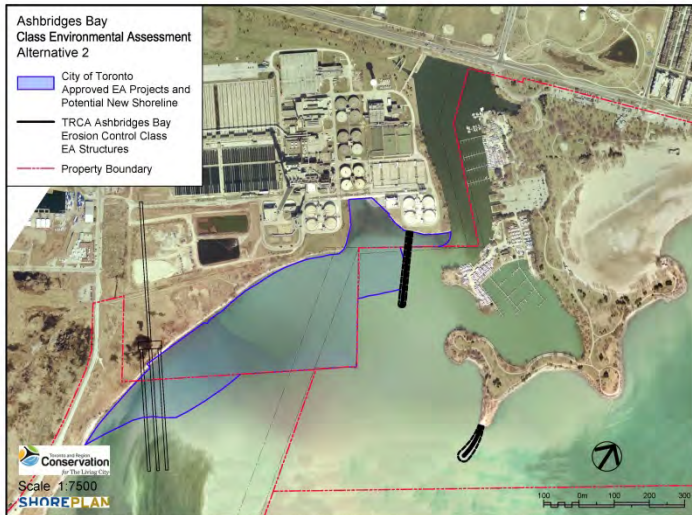 Ashbridges Bay
Class Environmental Assessment
Alternative 2
City of Toronto
Approved EA Projects and
Potential New Shoreline
TRCA Ashbridges Bay
Erosion Control Class
EA Structures
Property Boundary
Toronto and Region
Conservation
for The Living City
Scale 1:7500
SHOREPLAN
100 0m 100 200 300